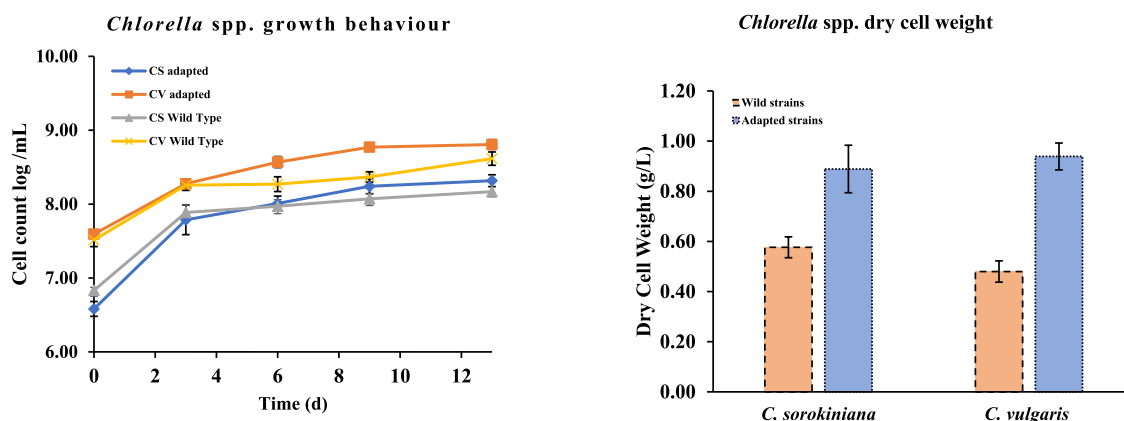 Chlorella spp. growth behaviour
10.00
9.00
8.00
7.00
6.00
Cell count log /mL
CS adapted
CV adapted
CS Wild Type
CV Wild Type
0 2 4 6 8 10 12
Time (d)
Chlorella spp. dry cell weight
1.20
1.00
0.80
0.60
0.40
0.20
0.00
Dry Cell Weight (g/L)
Wild strains
Adapted strains
C. sorokiniana C. vulgaris